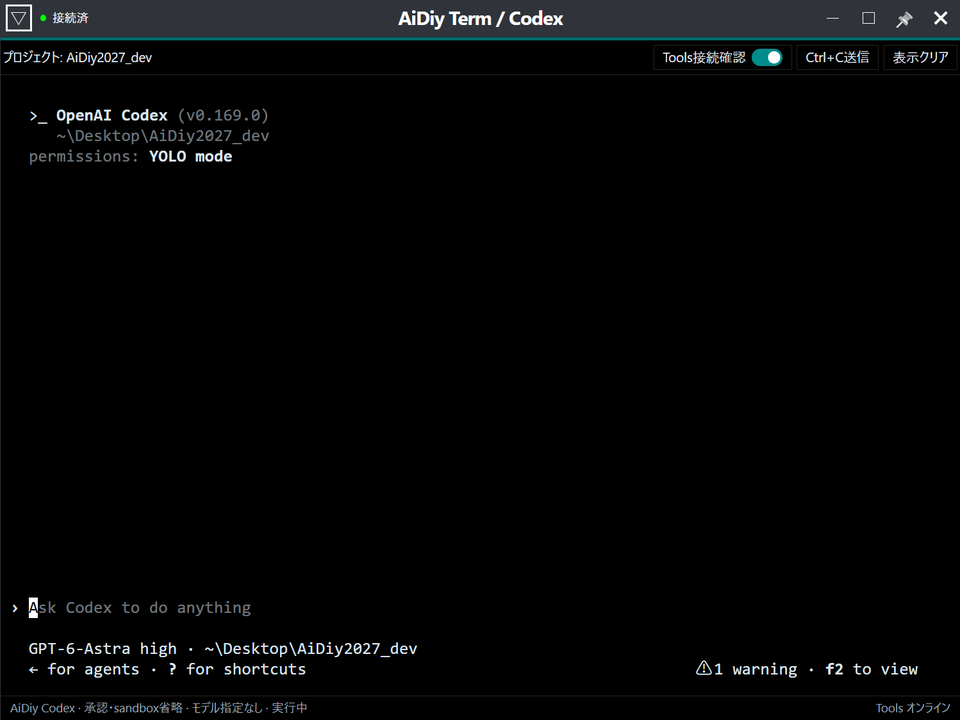 接続済
AiDiy Term / Codex
プロジェクト: AiDiy2027_dev
Tools接続確認
Ctrl+C送信
表示クリア
>_ OpenAI Codex (v0.169.0)
~\Desktop\AiDiy2027_dev
permissions: YOLO mode
› Ask Codex to do anything
GPT-6-Astra high · ~\Desktop\AiDiy2027_dev
← for agents · ? for shortcuts
⚠1 warning · f2 to view
AiDiy Codex · 承認・sandbox省略 · モデル指定なし · 実行中
Tools オンライン